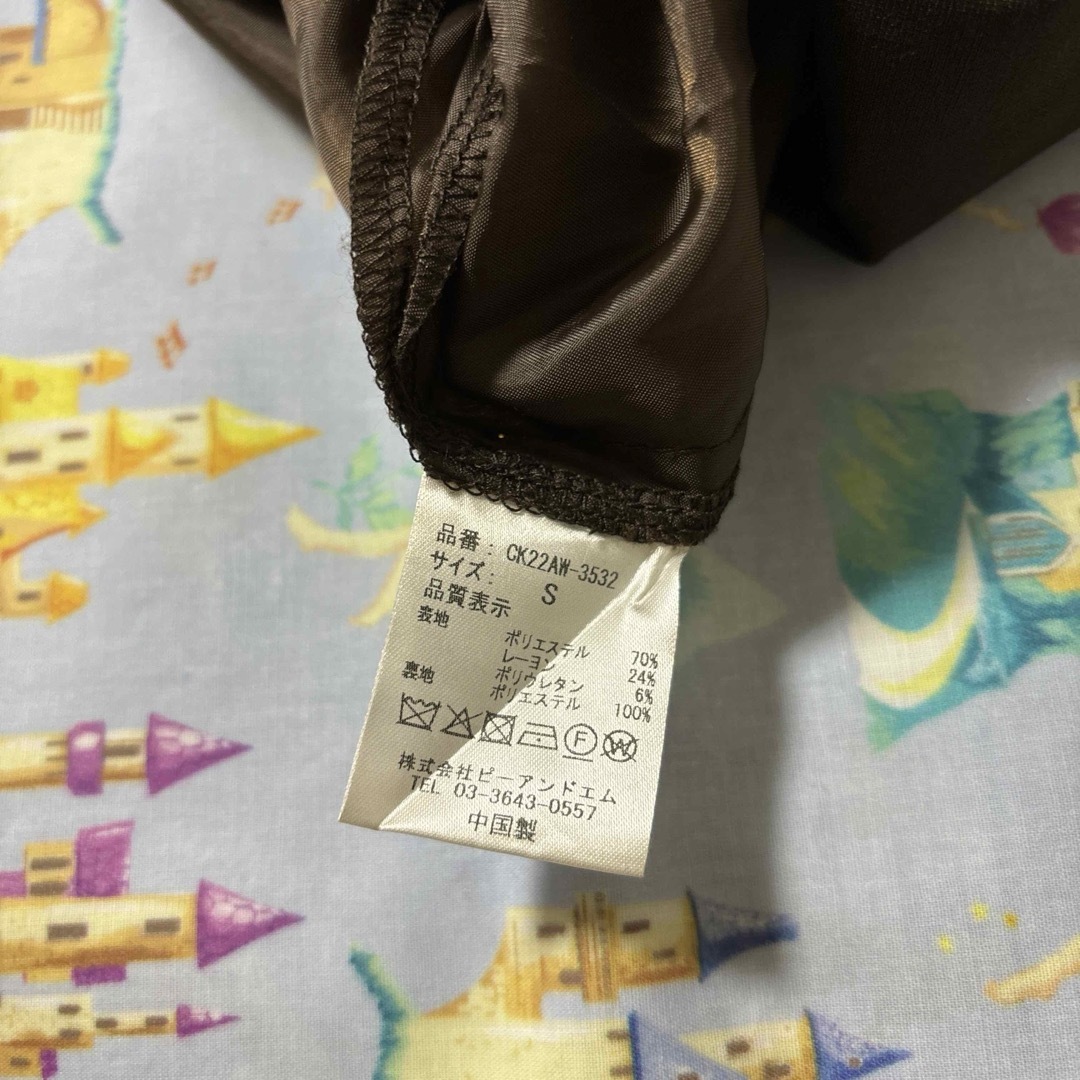 品番: CK22AW-3532
サイズ: S
品質表示
表地
ポリエステル 70%
レーヨン 24%
ポリウレタン 6%
裏地 ポリエステル 100%
F W
株式会社ピーアンドエム
TEL 03-3643-0557
中国製